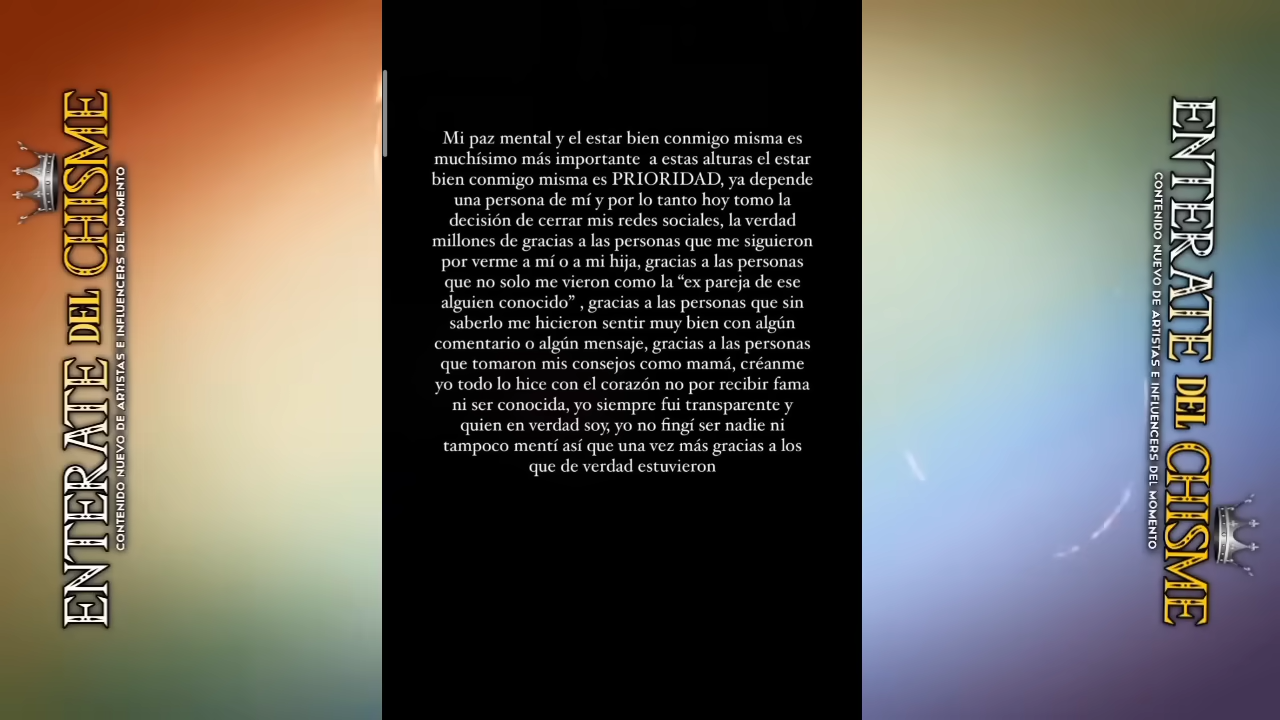 ENTERATE DEL CHISME
CONTENIDO NUEVO DE ARTISTAS E INFLUENCERS DEL MOMENTO
Mi paz mental y el estar bien conmigo misma es
muchísimo más importante  a estas alturas el estar
bien conmigo misma es PRIORIDAD, ya depende
una persona de mí y por lo tanto hoy tomo la
decisión de cerrar mis redes sociales, la verdad
millones de gracias a las personas que me siguieron
por verme a mí o a mi hija, gracias a las personas
que no solo me vieron como la “ex pareja de ese
alguien conocido” , gracias a las personas que sin
saberlo me hicieron sentir muy bien con algún
comentario o algún mensaje, gracias a las personas
que tomaron mis consejos como mamá, créanme
yo todo lo hice con el corazón no por recibir fama
ni ser conocida, yo siempre fui transparente y
quien en verdad soy, yo no fingí ser nadie ni
tampoco mentí así que una vez más gracias a los
que de verdad estuvieron
ENTERATE DEL CHISME
CONTENIDO NUEVO DE ARTISTAS E INFLUENCERS DEL MOMENTO